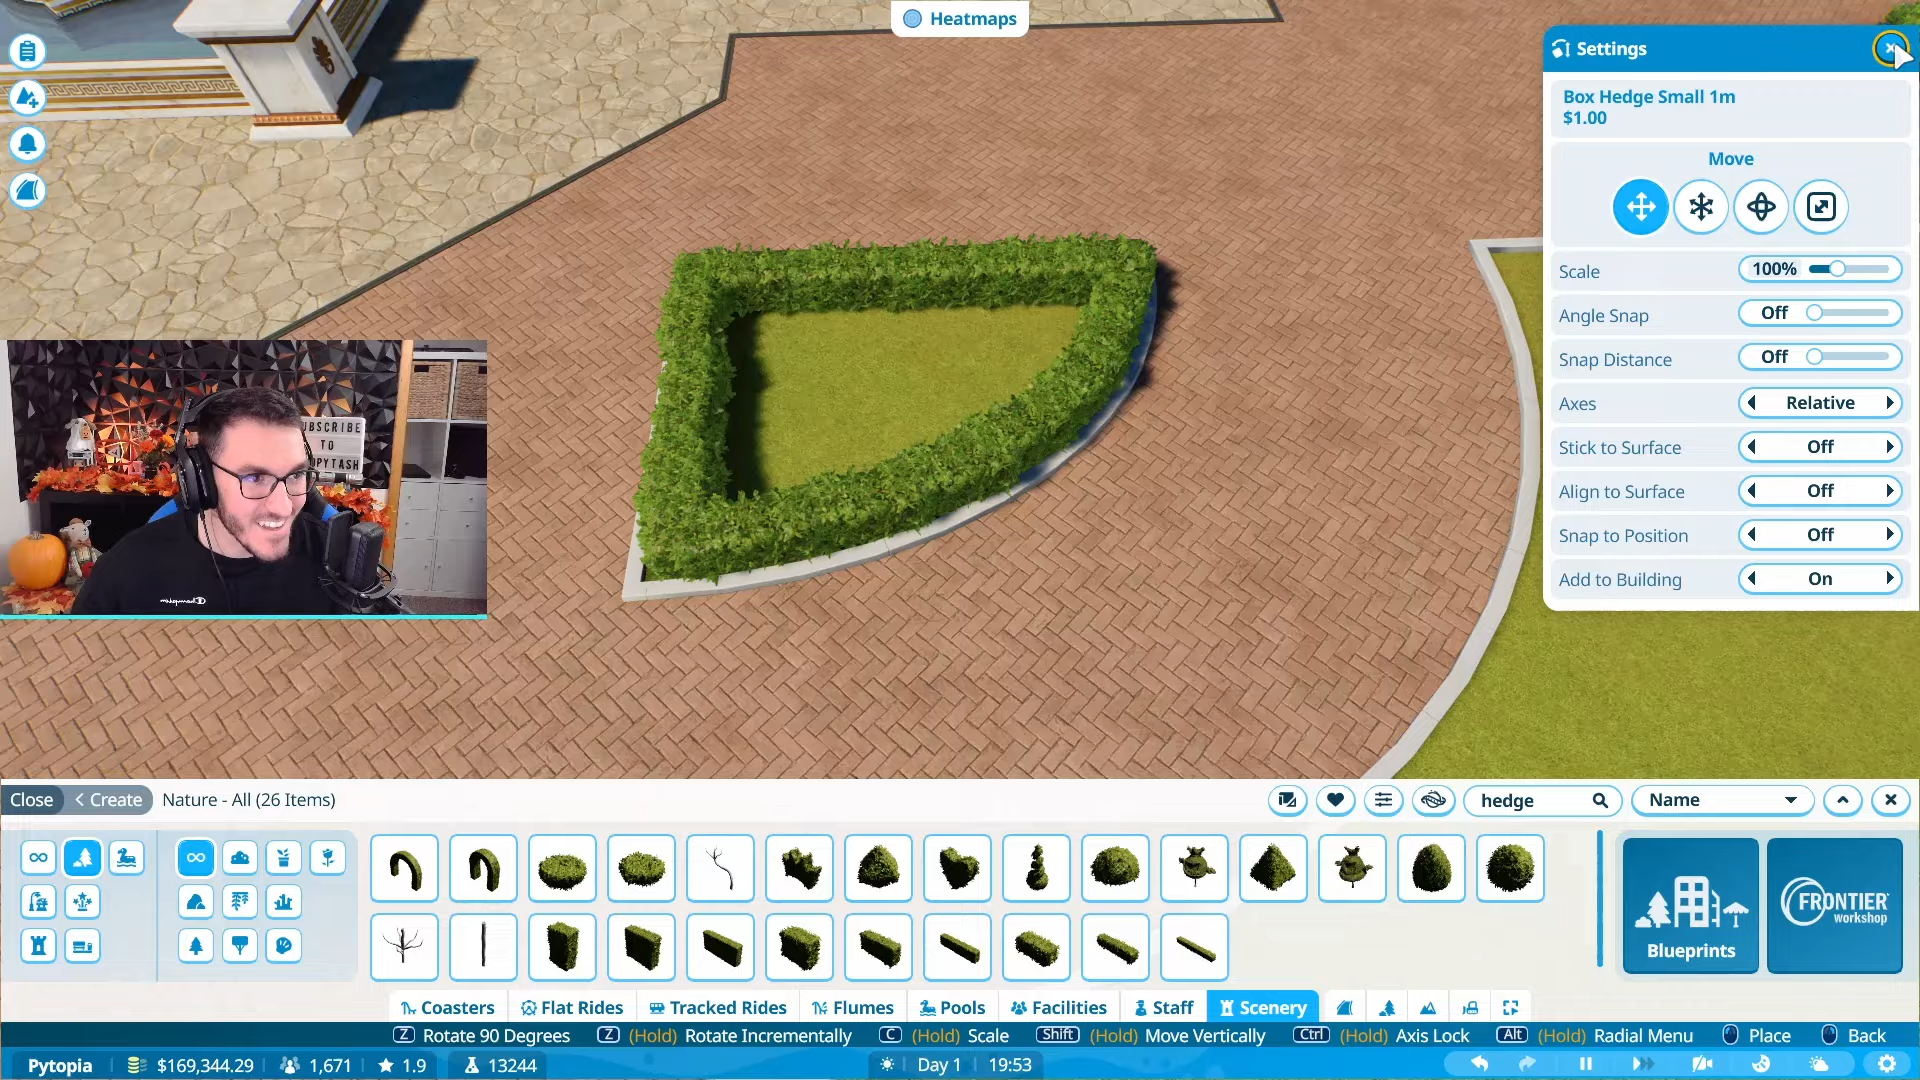 Heatmaps
Settings
Box Hedge Small 1m
$1.00
Move
Scale 100%
Angle Snap Off
Snap Distance Off
Axes Relative
Stick to Surface Off
Align to Surface Off
Snap to Position Off
Add to Building On
UBSCRIBE
TO
PYTASH
Close Create Nature - All (26 Items) hedge Name
Blueprints
FRONTIER
workshop
Coasters Flat Rides Tracked Rides Flumes Pools Facilities Staff Scenery
Z Rotate 90 Degrees Z (Hold) Rotate Incrementally C (Hold) Scale Shift (Hold) Move Vertically Ctrl (Hold) Axis Lock Alt (Hold) Radial Menu Place Back
Pytopia $169,344.29 1,671 1.9 13244 Day 1 19:53